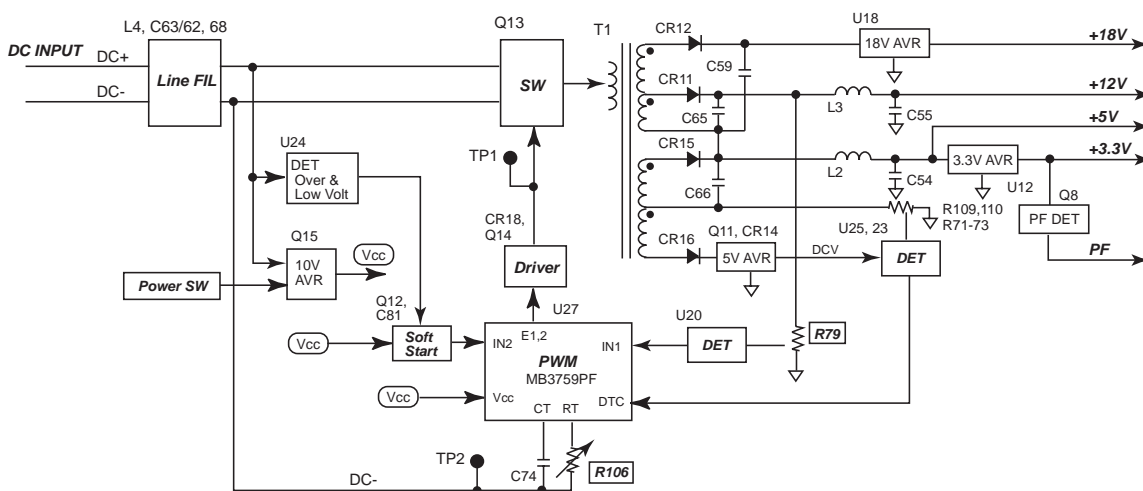 L4, C63/62, 68
Q13
T1
CR12
U18
+18V
DC INPUT
DC+
Line FIL
SW
18V AVR
C59
CR11
+12V
DC-
L3
C65
C55
+5V
U24
TP1
CR15
+3.3V
DET
Over &
Low Volt
3.3V AVR
L2
C54
U12
C66
Q8
CR18,
Q14
R109,110
R71-73
PF DET
Q15
U25, 23
Vcc
CR16
Q11, CR14
10V
AVR
Driver
5V AVR
DCV
DET
PF
Power SW
Q12,
C81
U27
U20
Vcc
Soft
Start
IN2
E1,2
PWM
MB3759PF
IN1
DET
R79
Vcc
Vcc
DTC
CT
RT
TP2
C74
R106
DC-